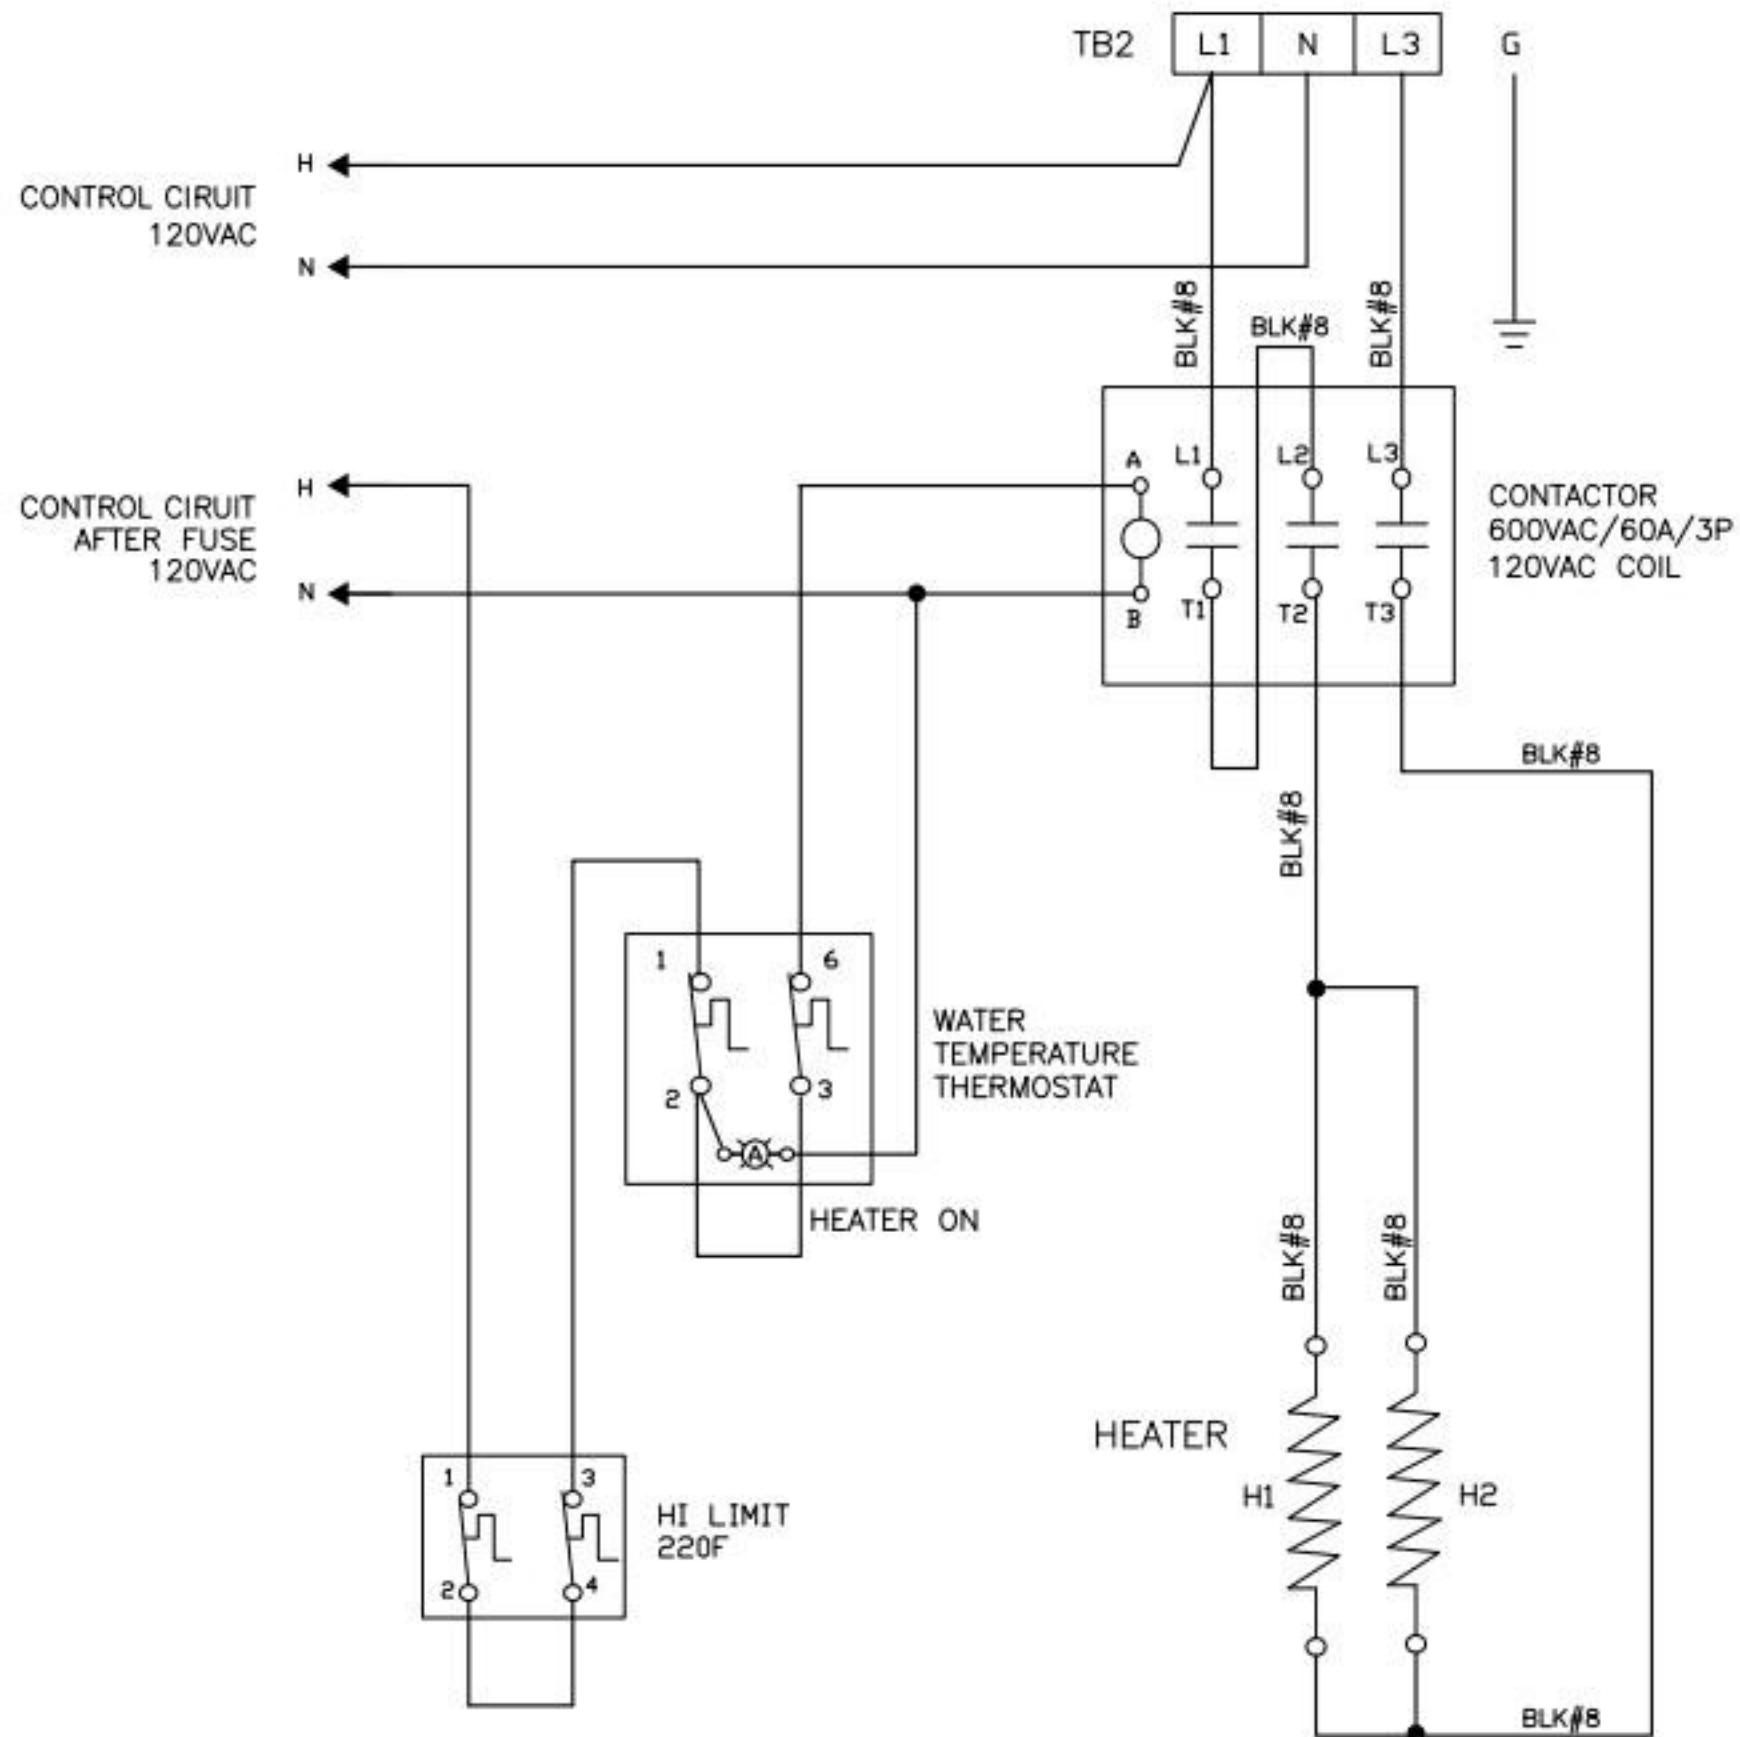 TB2 L1 N L3 G
H
CONTROL CIRUIT
120VAC
N
BLK#8
BLK#8
BLK#8
H
CONTROL CIRUIT
AFTER FUSE
120VAC
N
A
L1
L2
L3
B
T1
T2
T3
CONTACTOR
600VAC/60A/3P
120VAC COIL
BLK#8
BLK#8
1
6
2
3
A
WATER
TEMPERATURE
THERMOSTAT
HEATER ON
BLK#8
BLK#8
HEATER
H1
H2
1
3
2
4
HI LIMIT
220F
BLK#8